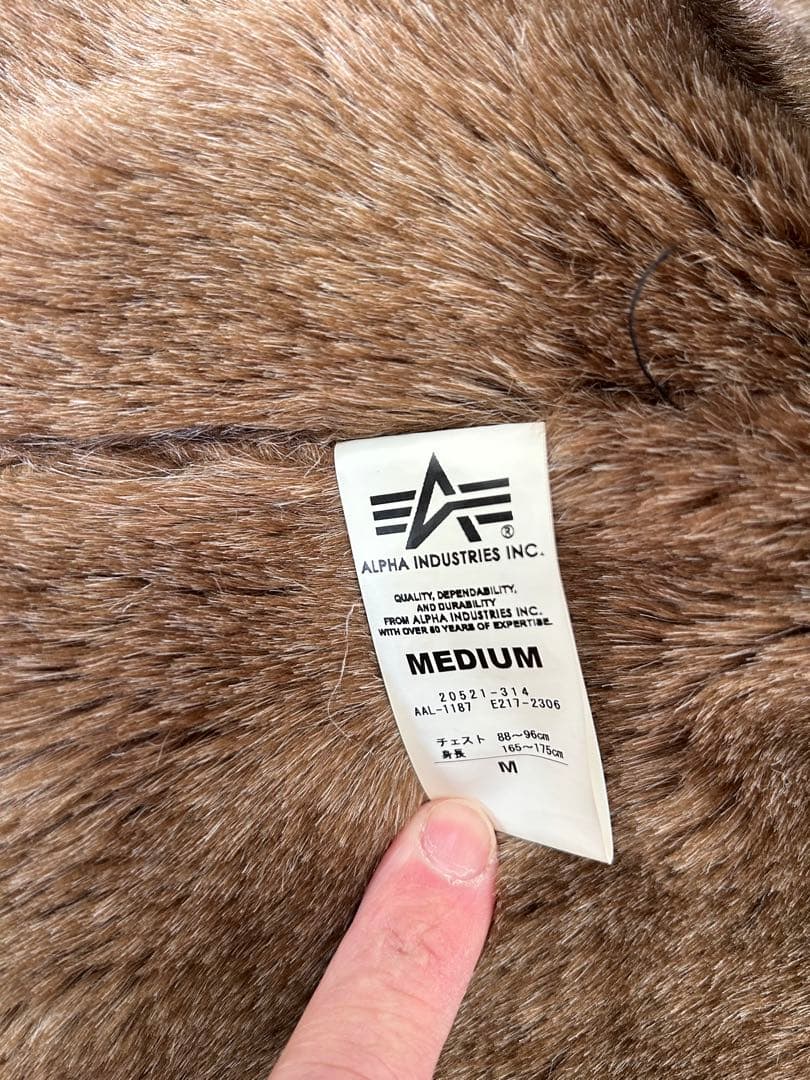 ®
ALPHA INDUSTRIES INC.
QUALITY, DEPENDABILITY,
AND DURABILITY
FROM ALPHA INDUSTRIES INC.
WITH OVER 50 YEARS OF EXPERTISE.
MEDIUM
20521-314
AAL-1187 E217-2306
チェスト 88～96cm
身長 165～175cm
M